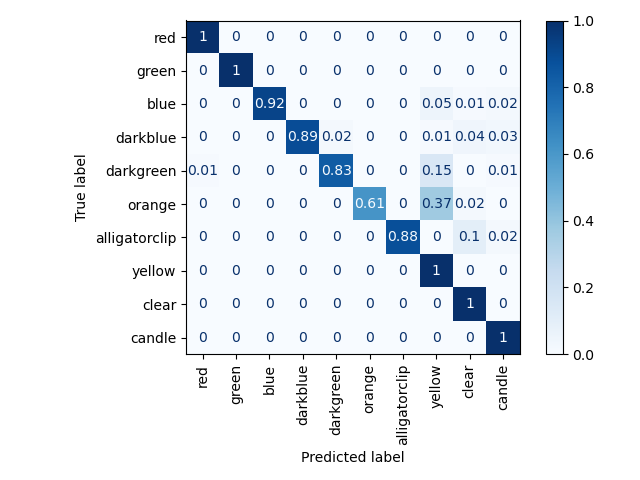 red 1 0 0 0 0 0 0 0 0 0
green 0 1 0 0 0 0 0 0 0 0
blue 0 0 0.92 0 0 0 0 0.05 0.01 0.02
darkblue 0 0 0 0.89 0.02 0 0 0.01 0.04 0.03
darkgreen 0.01 0 0 0 0.83 0 0 0.15 0 0.01
orange 0 0 0 0 0 0.61 0 0.37 0.02 0
alligatorclip 0 0 0 0 0 0 0.88 0 0.1 0.02
yellow 0 0 0 0 0 0 0 1 0 0
clear 0 0 0 0 0 0 0 0 1 0
candle 0 0 0 0 0 0 0 0 0 1
True label
red green blue darkblue darkgreen orange alligatorclip yellow clear candle
Predicted label
1.0
0.8
0.6
0.4
0.2
0.0